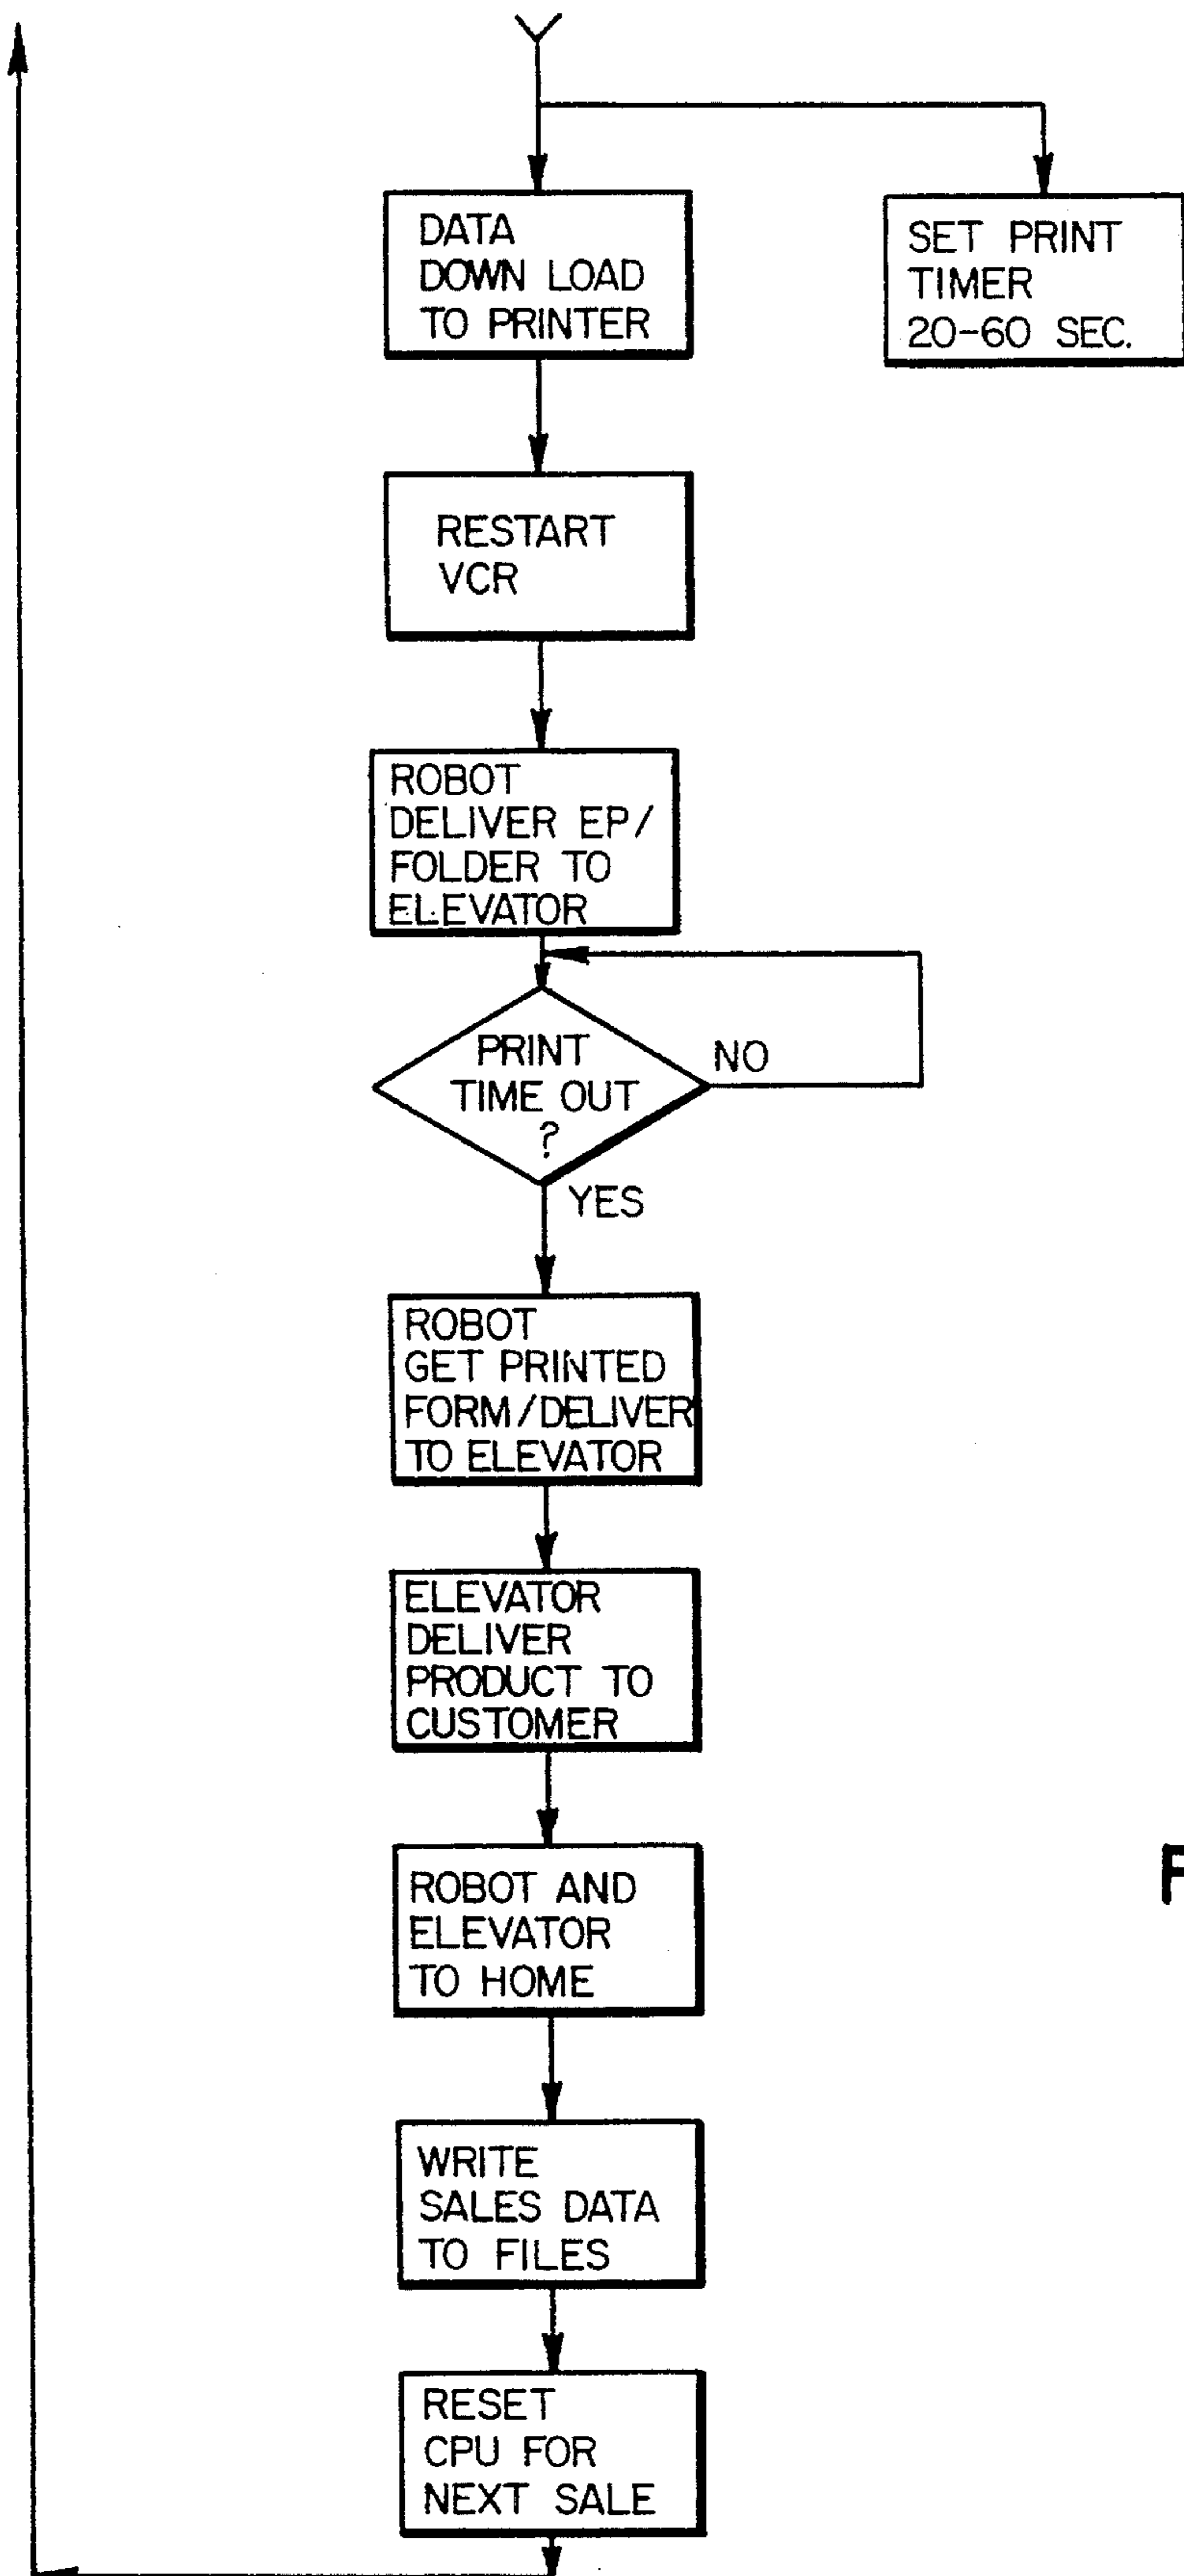 DATA
DOWN LOAD
TO PRINTER
SET PRINT
TIMER
20-60 SEC.
RESTART
VCR
ROBOT
DELIVER EP/
FOLDER TO
ELEVATOR
PRINT
TIME OUT
?
NO
YES
ROBOT
GET PRINTED
FORM/DELIVER
TO ELEVATOR
ELEVATOR
DELIVER
PRODUCT TO
CUSTOMER
ROBOT AND
ELEVATOR
TO HOME
WRITE
SALES DATA
TO FILES
RESET
CPU FOR
NEXT SALE